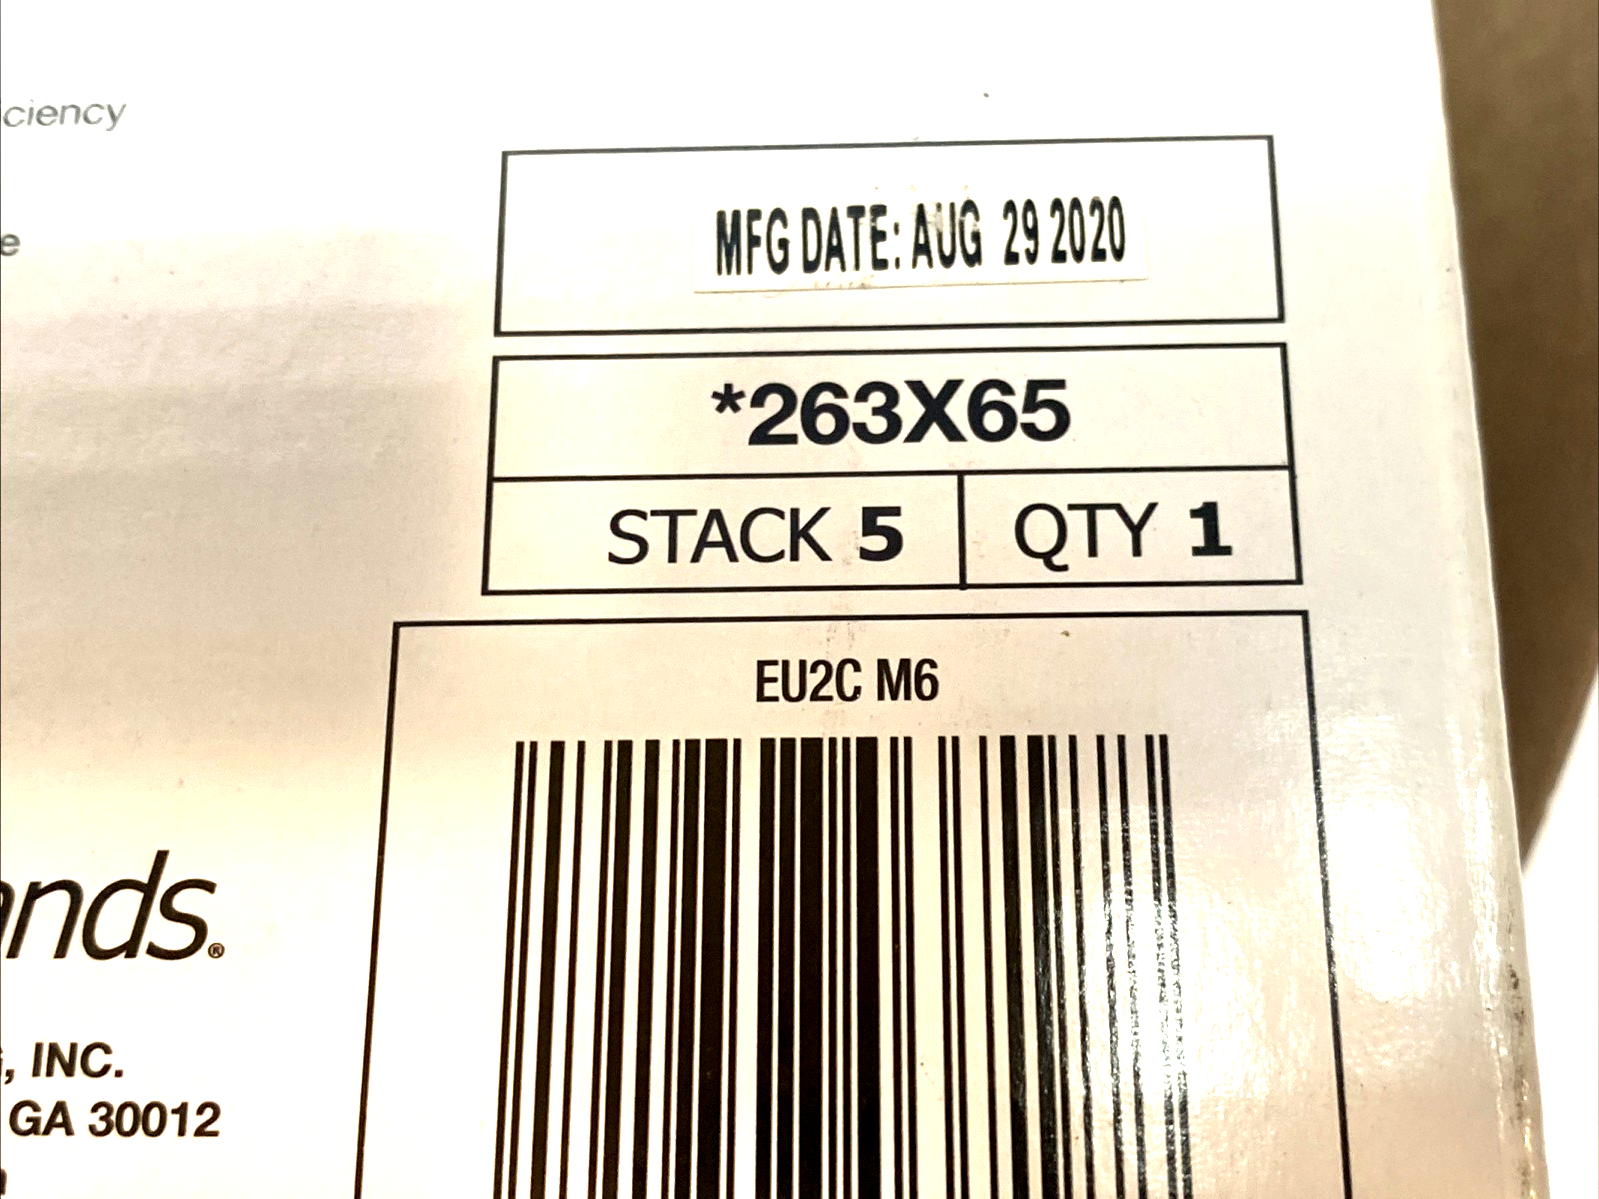 ciency
e
MFG DATE: AUG 29 2020
*263X65
STACK 5 QTY 1
EU2C M6
nds®
, INC.
GA 30012